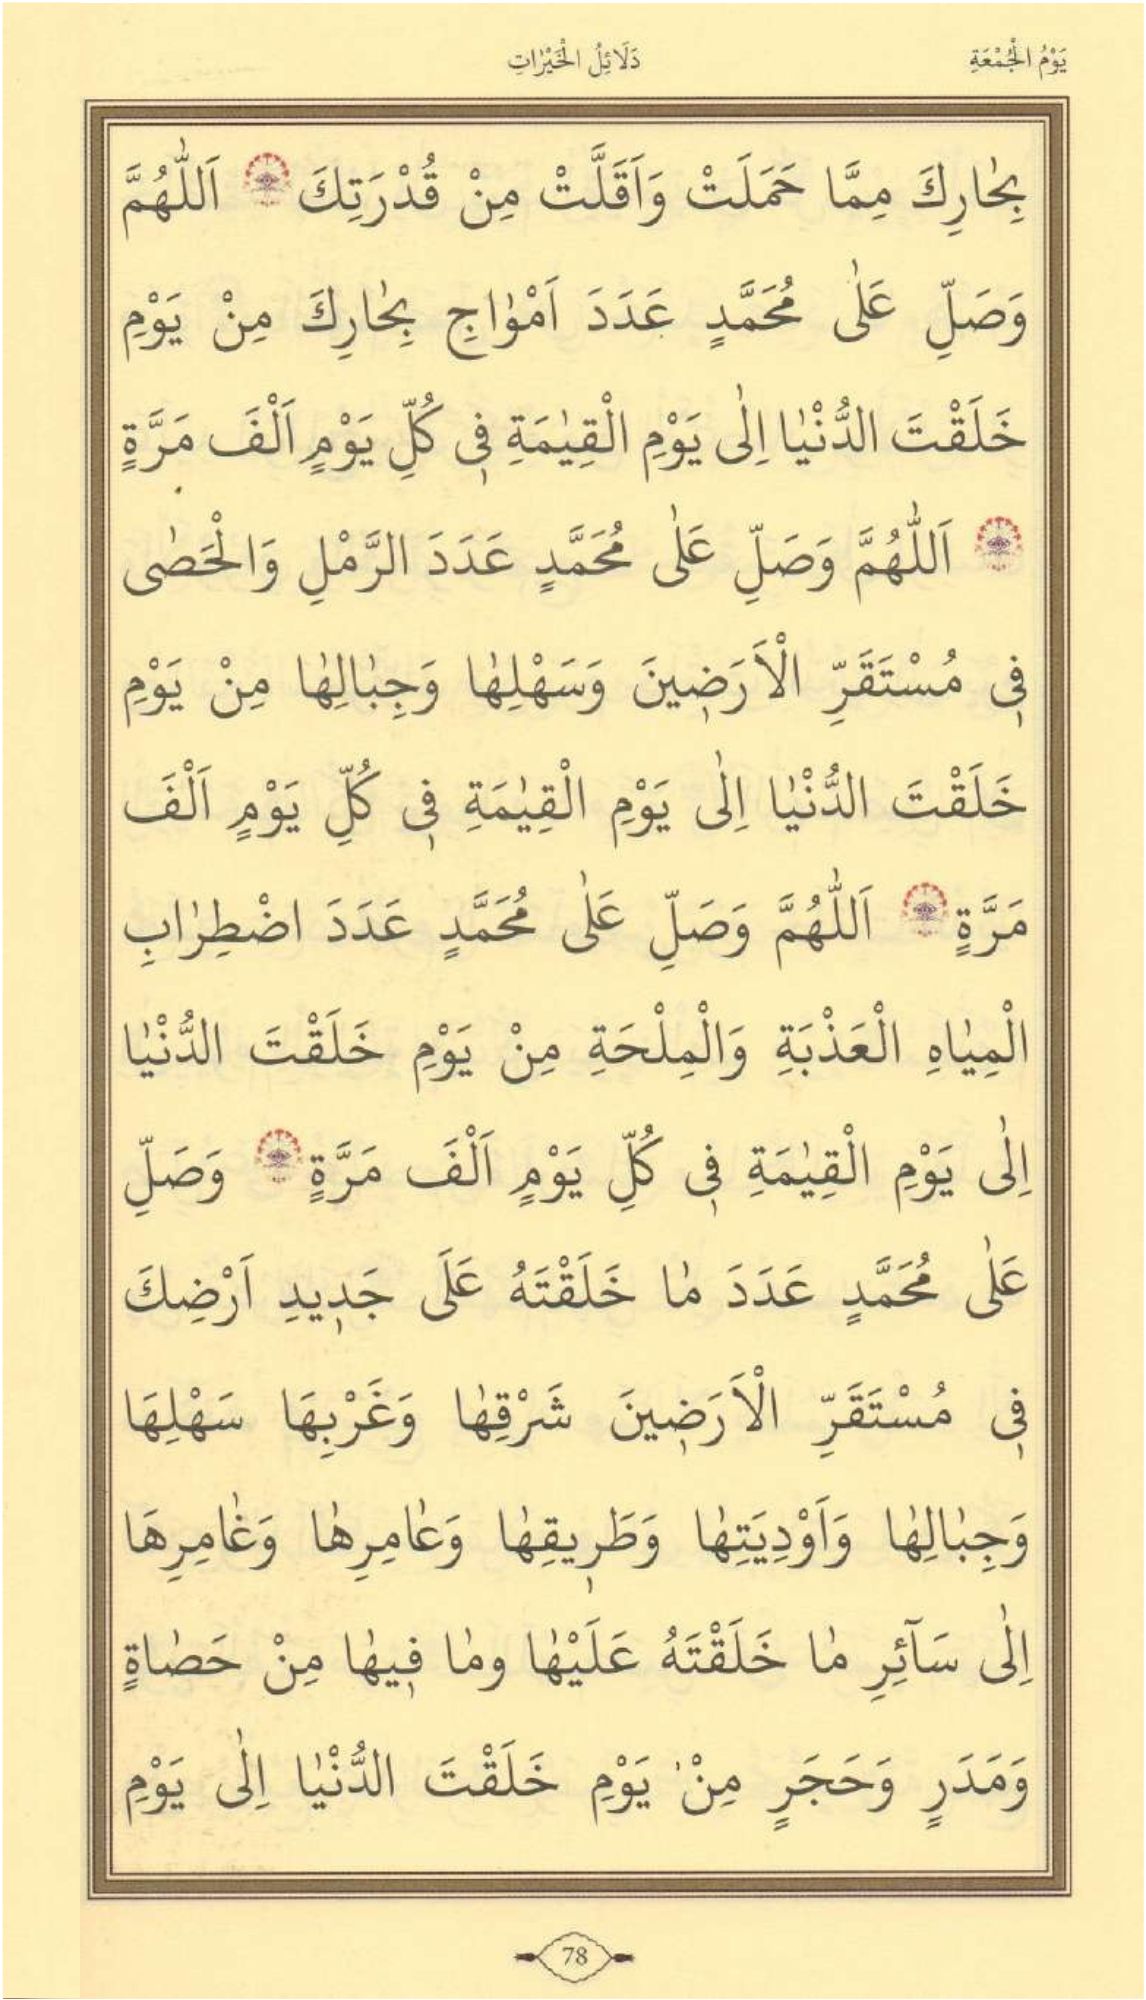 يَوْمُ الْجُمْعَةِ
دَلَائِلُ الْخَيْرٰاتِ
بِحٰارِكَ مِمَّا حَمَلَتْ وَاَقَلَّتْ مِنْ قُدْرَتِكَ اَللّٰهُمَّ
وَصَلِّ عَلٰى مُحَمَّدٍ عَدَدَ اَمْوٰاجِ بِحٰارِكَ مِنْ يَوْمِ
خَلَقْتَ الدُّنْيٰا اِلٰى يَوْمِ الْقِيٰمَةِ فٖى كُلِّ يَوْمٍ اَلْفَ مَرَّةٍ
اَللّٰهُمَّ وَصَلِّ عَلٰى مُحَمَّدٍ عَدَدَ الرَّمْلِ وَالْحَصٰى
فٖى مُسْتَقَرِّ الْاَرَضٖينَ وَسَهْلِهٰا وَجِبٰالِهٰا مِنْ يَوْمِ
خَلَقْتَ الدُّنْيٰا اِلٰى يَوْمِ الْقِيٰمَةِ فٖى كُلِّ يَوْمٍ اَلْفَ
مَرَّةٍ اَللّٰهُمَّ وَصَلِّ عَلٰى مُحَمَّدٍ عَدَدَ اضْطِرٰابِ
الْمِيٰاهِ الْعَذْبَةِ وَالْمِلْحَةِ مِنْ يَوْمِ خَلَقْتَ الدُّنْيٰا
اِلٰى يَوْمِ الْقِيٰمَةِ فٖى كُلِّ يَوْمٍ اَلْفَ مَرَّةٍ وَصَلِّ
عَلٰى مُحَمَّدٍ عَدَدَ مٰا خَلَقْتَهُ عَلَى جَدٖيدِ اَرْضِكَ
فٖى مُسْتَقَرِّ الْاَرَضٖينَ شَرْقِهٰا وَغَرْبِهَا سَهْلِهَا
وَجِبٰالِهٰا وَاَوْدِيَتِهٰا وَطَرٖيقِهٰا وَعٰامِرِهٰا وَغٰامِرِهَا
اِلٰى سَآئِرِ مٰا خَلَقْتَهُ عَلَيْهٰا ومٰا فٖيهٰا مِنْ حَصٰاةٍ
وَمَدَرٍ وَحَجَرٍ مِنْ يَوْمِ خَلَقْتَ الدُّنْيٰا اِلٰى يَوْمِ
78